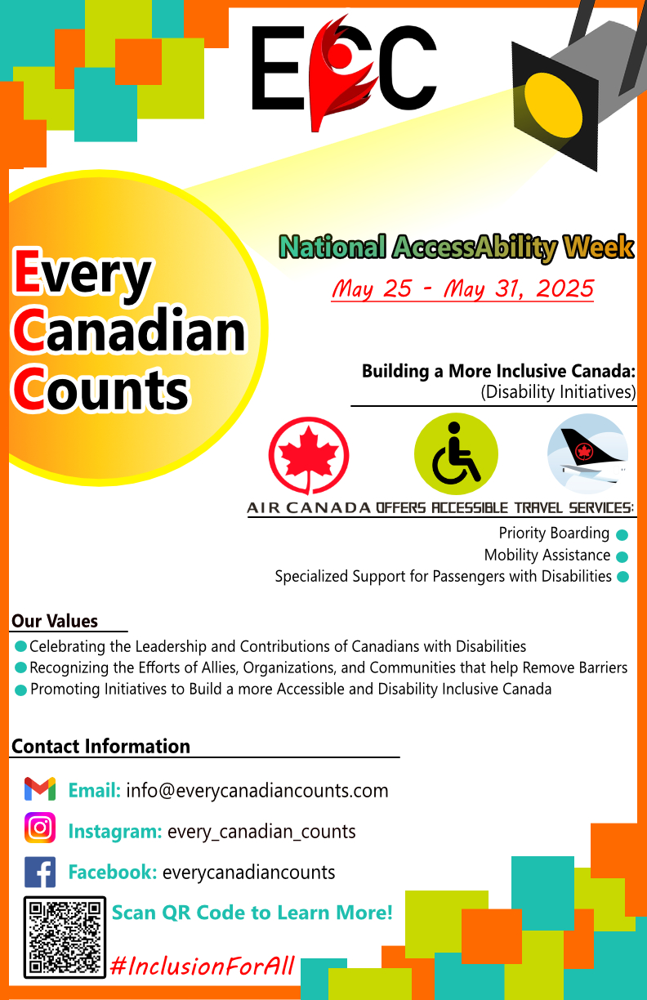 ECC
Every
Canadian
Counts
National AccessAbility Week
May 25 - May 31, 2025
Building a More Inclusive Canada:
(Disability Initiatives)
AIR CANADA OFFERS ACCESSIBLE TRAVEL SERVICES:
Priority Boarding
Mobility Assistance
Specialized Support for Passengers with Disabilities
Our Values
Celebrating the Leadership and Contributions of Canadians with Disabilities
Recognizing the Efforts of Allies, Organizations, and Communities that help Remove Barriers
Promoting Initiatives to Build a more Accessible and Disability Inclusive Canada
Contact Information
Email: info@everycanadiancounts.com
Instagram: every_canadian_counts
Facebook: everycanadiancounts
Scan QR Code to Learn More!
#InclusionForAll